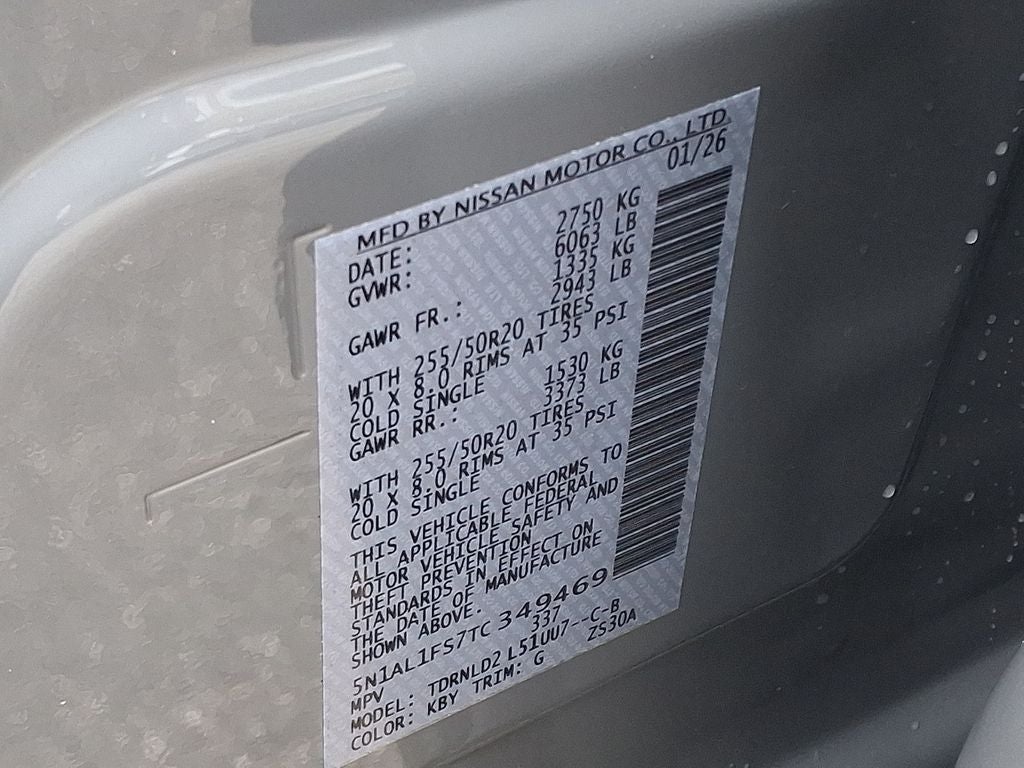 MFD BY NISSAN MOTOR CO., LTD.
DATE: 01/26
GVWR: 2750 KG
6063 LB
GAWR FR.: 1335 KG
2943 LB
WITH 255/50R20 TIRES
20 X 8.0 RIMS AT 35 PSI
COLD SINGLE
GAWR RR.: 1530 KG
3373 LB
WITH 255/50R20 TIRES
20 X 8.0 RIMS AT 35 PSI
COLD SINGLE
THIS VEHICLE CONFORMS TO
ALL APPLICABLE FEDERAL
MOTOR VEHICLE SAFETY AND
THEFT PREVENTION
STANDARDS IN EFFECT ON
THE DATE OF MANUFACTURE
SHOWN ABOVE.
5N1AL1FS7TC 349469
MPV 337
MODEL: TDRNLD2 L51UU7--C-B
COLOR: KBY TRIM: G ZS30A